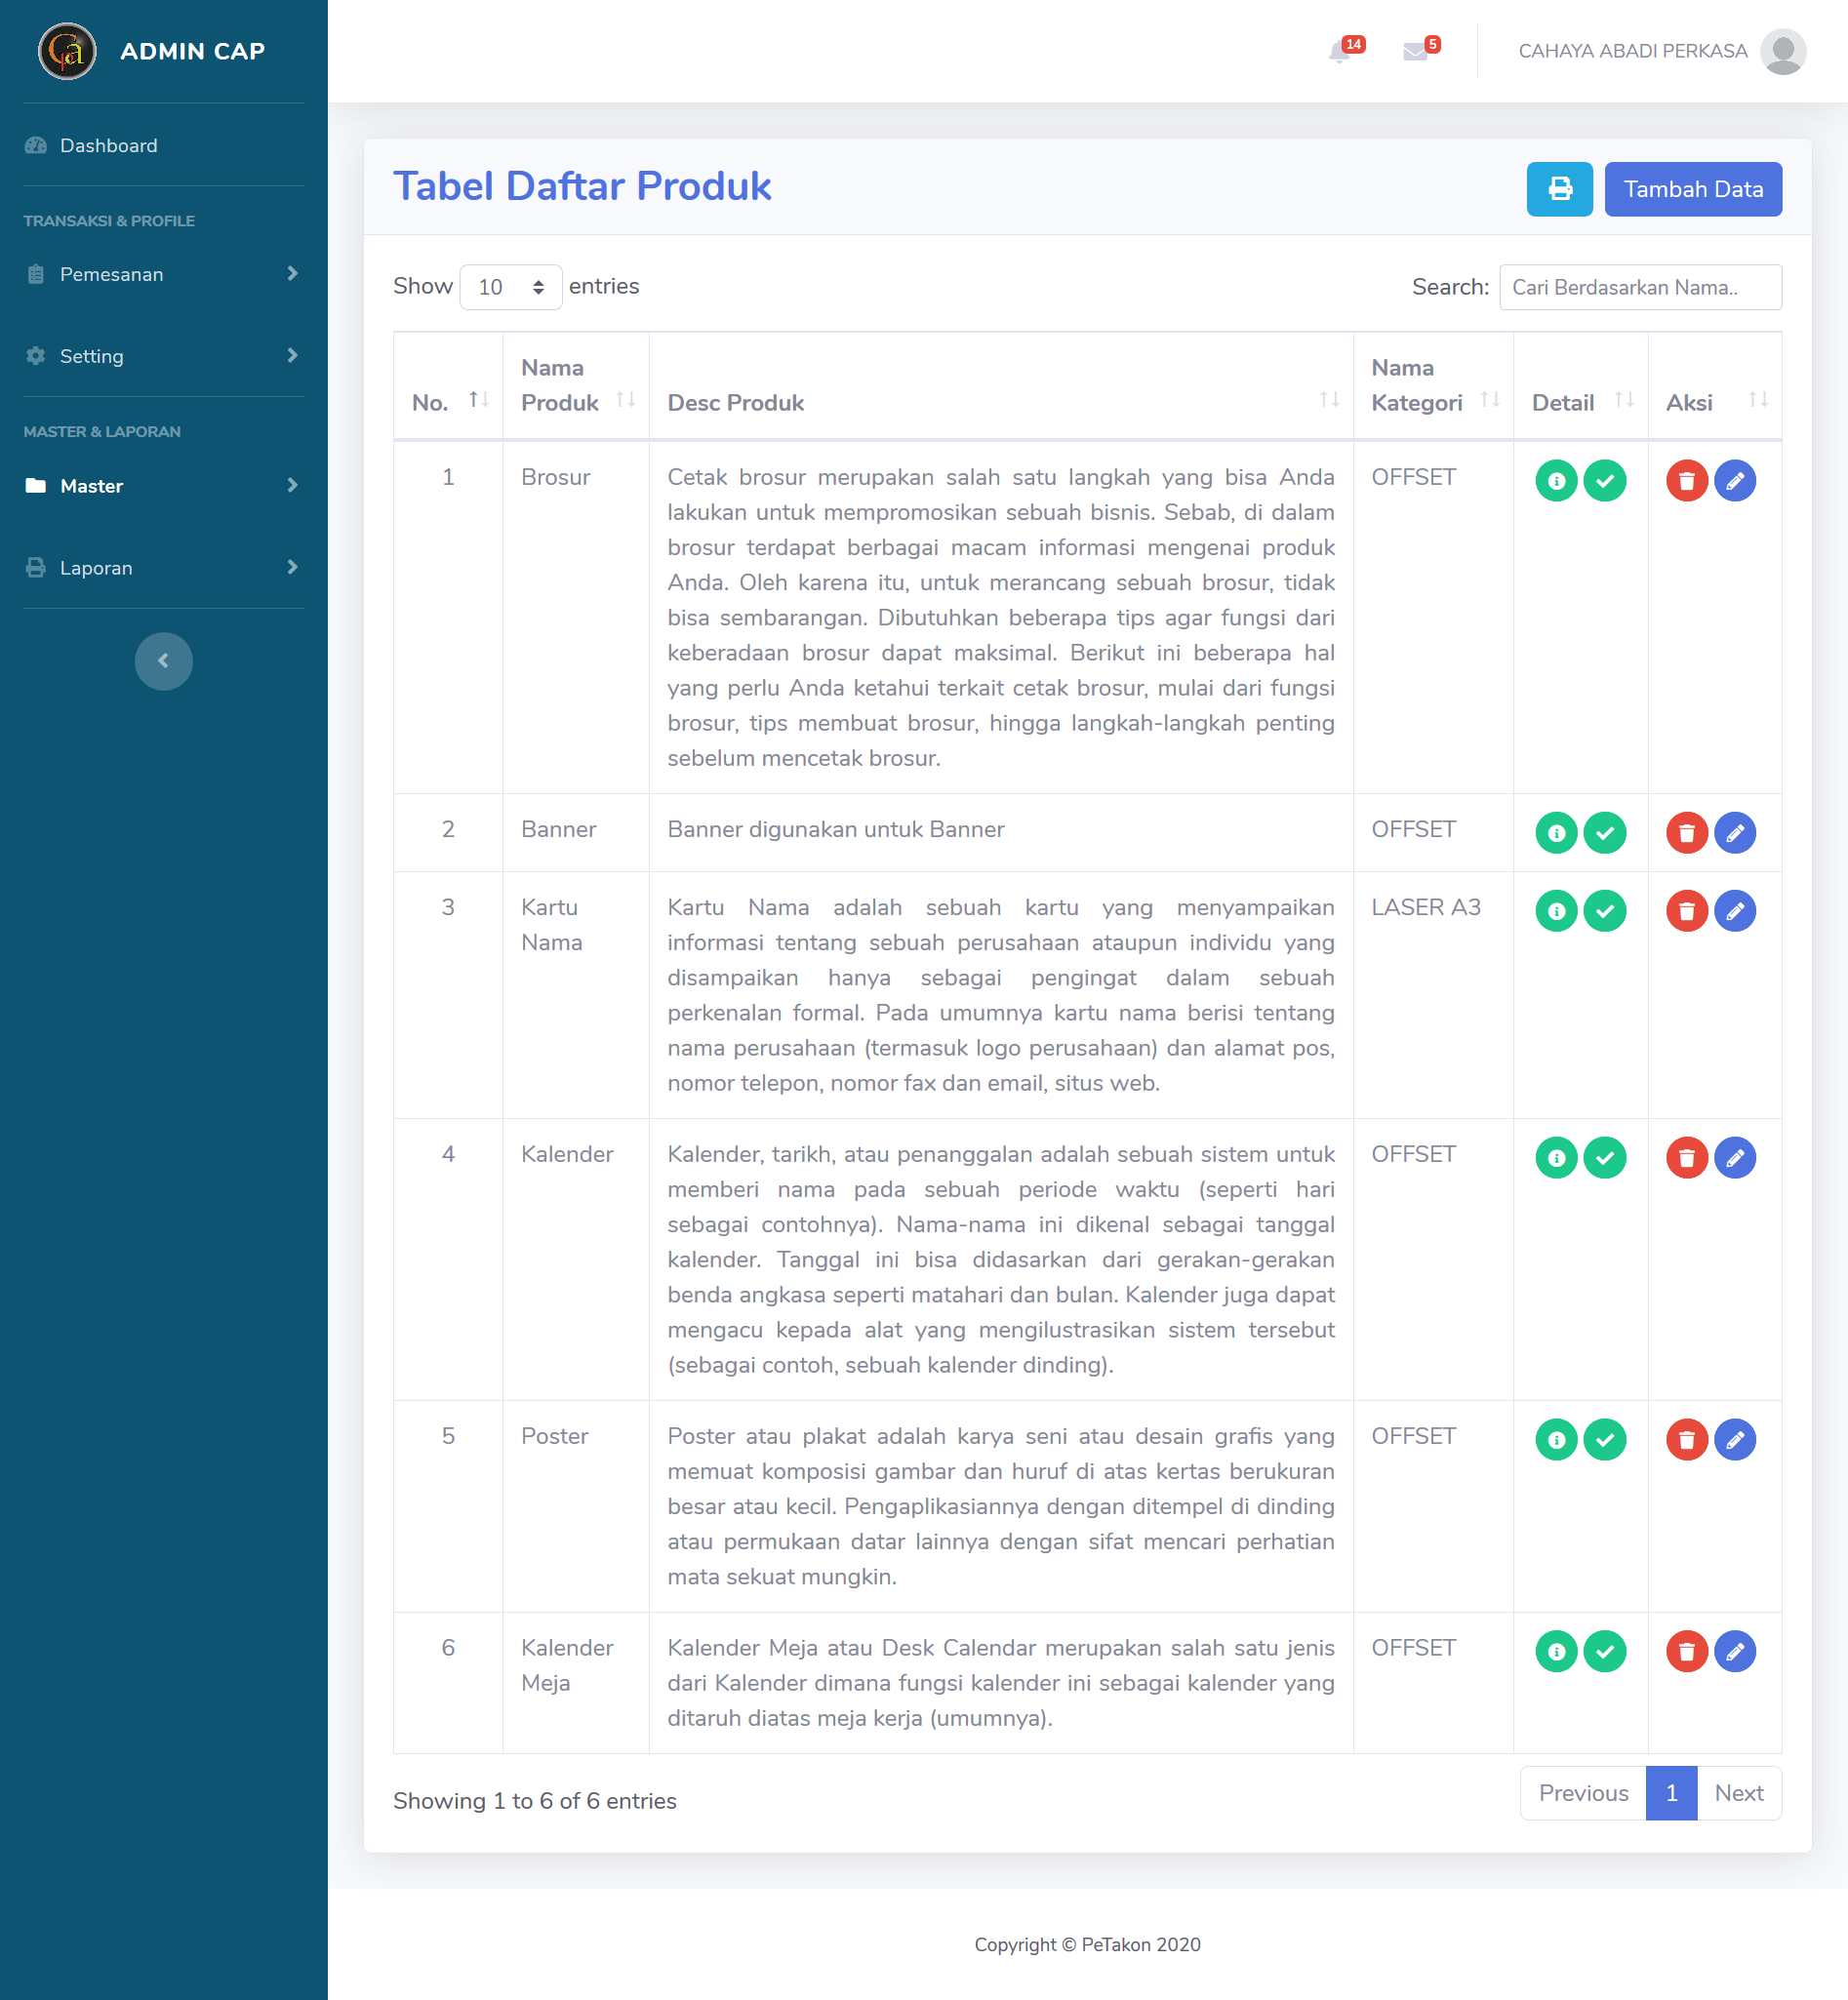 ADMIN CAP
14
5
CAHAYA ABADI PERKASA
Dashboard
TRANSAKSI & PROFILE
Pemesanan
Setting
MASTER & LAPORAN
Master
Laporan
Tabel Daftar Produk
Tambah Data
Show 10 entries
Search: Cari Berdasarkan Nama..
No.
Nama
Produk
Desc Produk
Nama
Kategori
Detail
Aksi
1
Brosur
Cetak brosur merupakan salah satu langkah yang bisa Anda
lakukan untuk mempromosikan sebuah bisnis. Sebab, di dalam
brosur terdapat berbagai macam informasi mengenai produk
Anda. Oleh karena itu, untuk merancang sebuah brosur, tidak
bisa sembarangan. Dibutuhkan beberapa tips agar fungsi dari
keberadaan brosur dapat maksimal. Berikut ini beberapa hal
yang perlu Anda ketahui terkait cetak brosur, mulai dari fungsi
brosur, tips membuat brosur, hingga langkah-langkah penting
sebelum mencetak brosur.
OFFSET
2
Banner
Banner digunakan untuk Banner
OFFSET
3
Kartu
Nama
Kartu Nama adalah sebuah kartu yang menyampaikan
informasi tentang sebuah perusahaan ataupun individu yang
disampaikan hanya sebagai pengingat dalam sebuah
perkenalan formal. Pada umumnya kartu nama berisi tentang
nama perusahaan (termasuk logo perusahaan) dan alamat pos,
nomor telepon, nomor fax dan email, situs web.
LASER A3
4
Kalender
Kalender, tarikh, atau penanggalan adalah sebuah sistem untuk
memberi nama pada sebuah periode waktu (seperti hari
sebagai contohnya). Nama-nama ini dikenal sebagai tanggal
kalender. Tanggal ini bisa didasarkan dari gerakan-gerakan
benda angkasa seperti matahari dan bulan. Kalender juga dapat
mengacu kepada alat yang mengilustrasikan sistem tersebut
(sebagai contoh, sebuah kalender dinding).
OFFSET
5
Poster
Poster atau plakat adalah karya seni atau desain grafis yang
memuat komposisi gambar dan huruf di atas kertas berukuran
besar atau kecil. Pengaplikasiannya dengan ditempel di dinding
atau permukaan datar lainnya dengan sifat mencari perhatian
mata sekuat mungkin.
OFFSET
6
Kalender
Meja
Kalender Meja atau Desk Calendar merupakan salah satu jenis
dari Kalender dimana fungsi kalender ini sebagai kalender yang
ditaruh diatas meja kerja (umumnya).
OFFSET
Showing 1 to 6 of 6 entries
Previous 1 Next
Copyright © PeTakon 2020